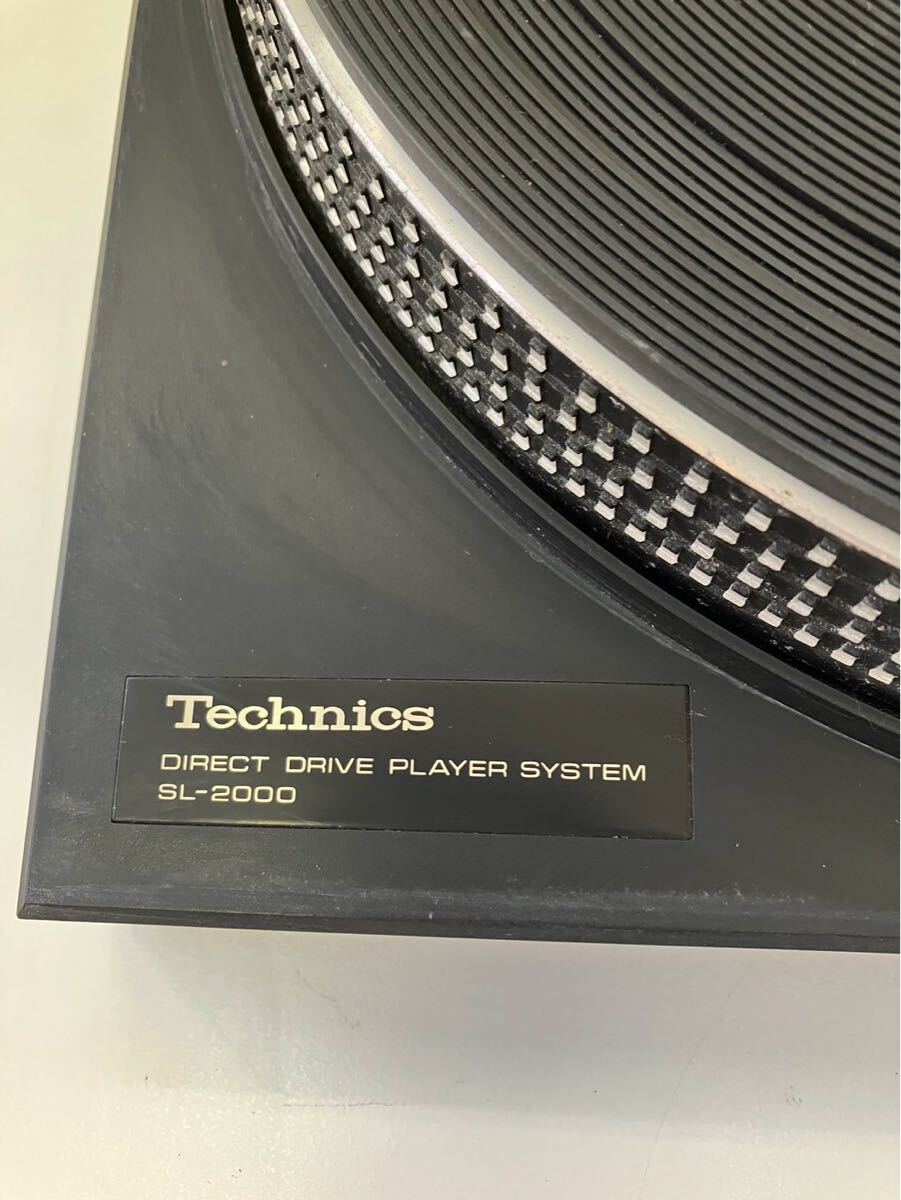 Technics
DIRECT DRIVE PLAYER SYSTEM
SL-2000